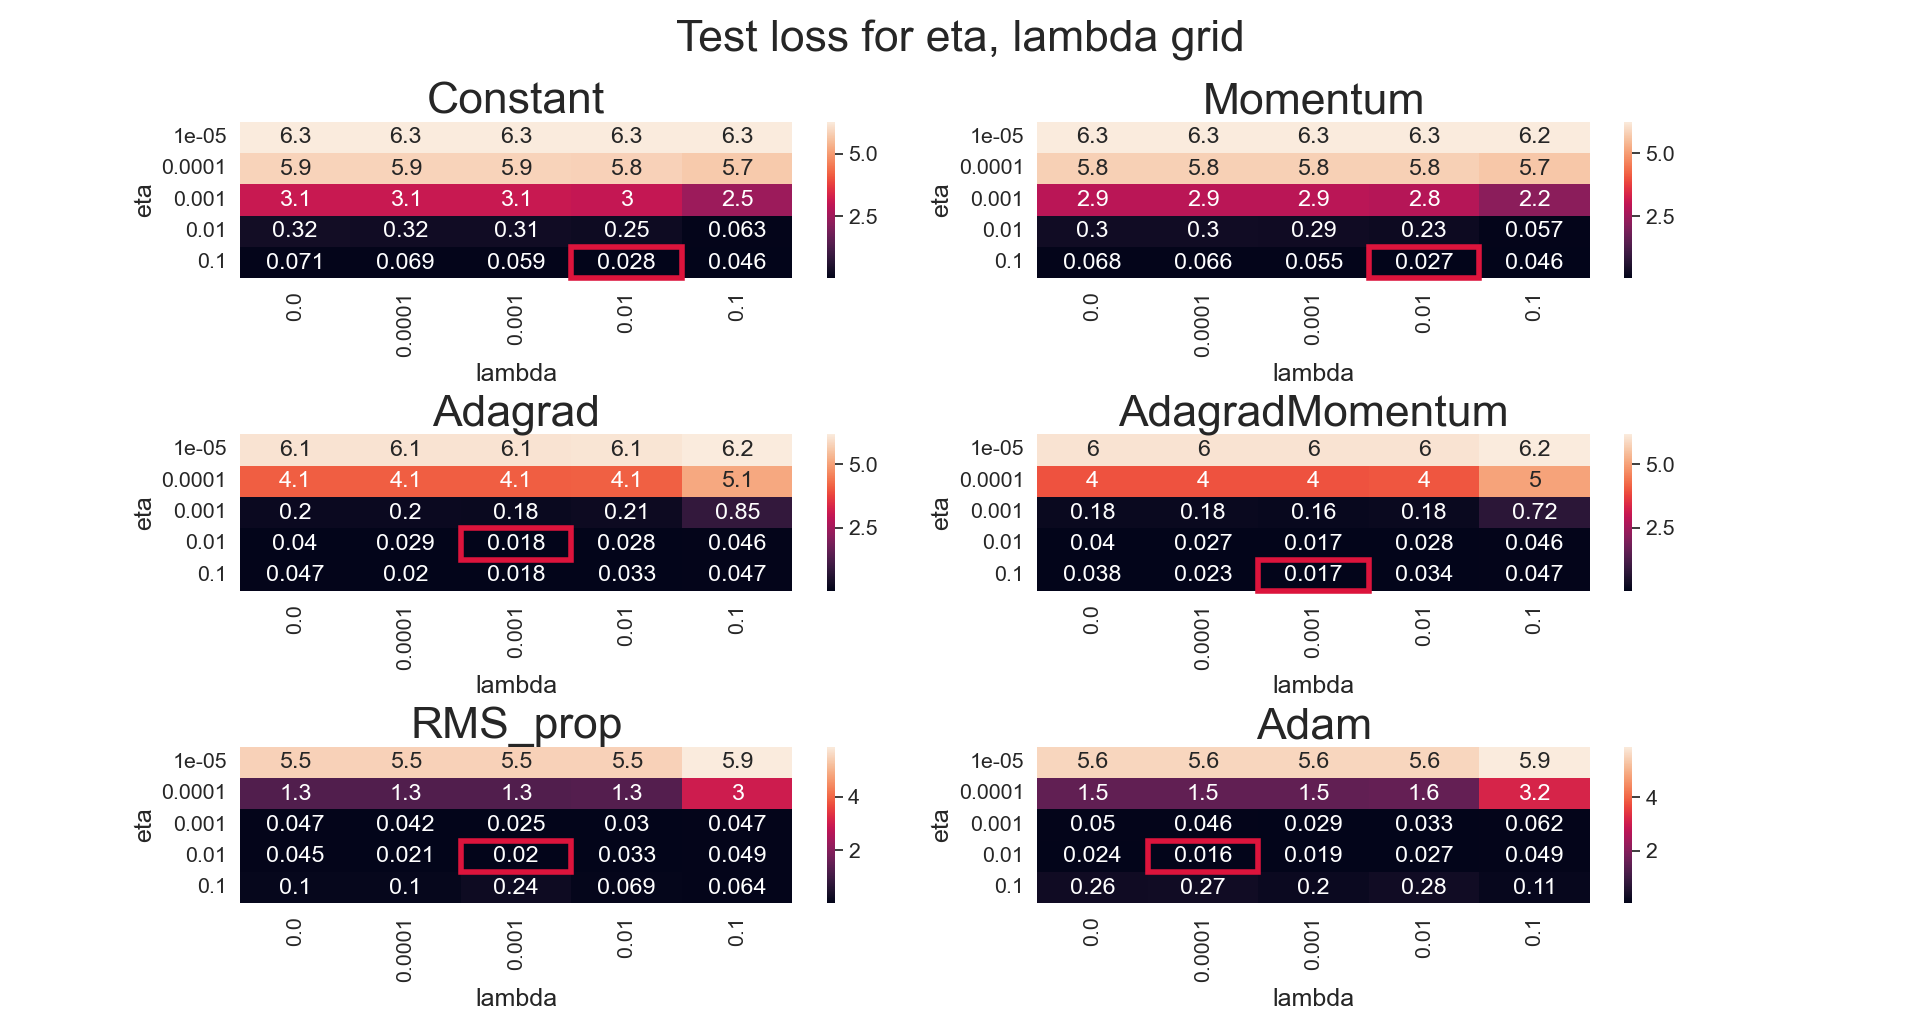 Test loss for eta, lambda grid
Constant
eta
1e-05 6.3 6.3 6.3 6.3 6.3
0.0001 5.9 5.9 5.9 5.8 5.7
0.001 3.1 3.1 3.1 3 2.5
0.01 0.32 0.32 0.31 0.25 0.063
0.1 0.071 0.069 0.059 0.028 0.046
0.0 0.0001 0.001 0.01 0.1
lambda
5.0
2.5
Momentum
eta
1e-05 6.3 6.3 6.3 6.3 6.2
0.0001 5.8 5.8 5.8 5.8 5.7
0.001 2.9 2.9 2.9 2.8 2.2
0.01 0.3 0.3 0.29 0.23 0.057
0.1 0.068 0.066 0.055 0.027 0.046
0.0 0.0001 0.001 0.01 0.1
lambda
5.0
2.5
Adagrad
eta
1e-05 6.1 6.1 6.1 6.1 6.2
0.0001 4.1 4.1 4.1 4.1 5.1
0.001 0.2 0.2 0.18 0.21 0.85
0.01 0.04 0.029 0.018 0.028 0.046
0.1 0.047 0.02 0.018 0.033 0.047
0.0 0.0001 0.001 0.01 0.1
lambda
5.0
2.5
AdagradMomentum
eta
1e-05 6 6 6 6 6.2
0.0001 4 4 4 4 5
0.001 0.18 0.18 0.16 0.18 0.72
0.01 0.04 0.027 0.017 0.028 0.046
0.1 0.038 0.023 0.017 0.034 0.047
0.0 0.0001 0.001 0.01 0.1
lambda
5.0
2.5
RMS_prop
eta
1e-05 5.5 5.5 5.5 5.5 5.9
0.0001 1.3 1.3 1.3 1.3 3
0.001 0.047 0.042 0.025 0.03 0.047
0.01 0.045 0.021 0.02 0.033 0.049
0.1 0.1 0.1 0.24 0.069 0.064
0.0 0.0001 0.001 0.01 0.1
lambda
4
2
Adam
eta
1e-05 5.6 5.6 5.6 5.6 5.9
0.0001 1.5 1.5 1.5 1.6 3.2
0.001 0.05 0.046 0.029 0.033 0.062
0.01 0.024 0.016 0.019 0.027 0.049
0.1 0.26 0.27 0.2 0.28 0.11
0.0 0.0001 0.001 0.01 0.1
lambda
4
2